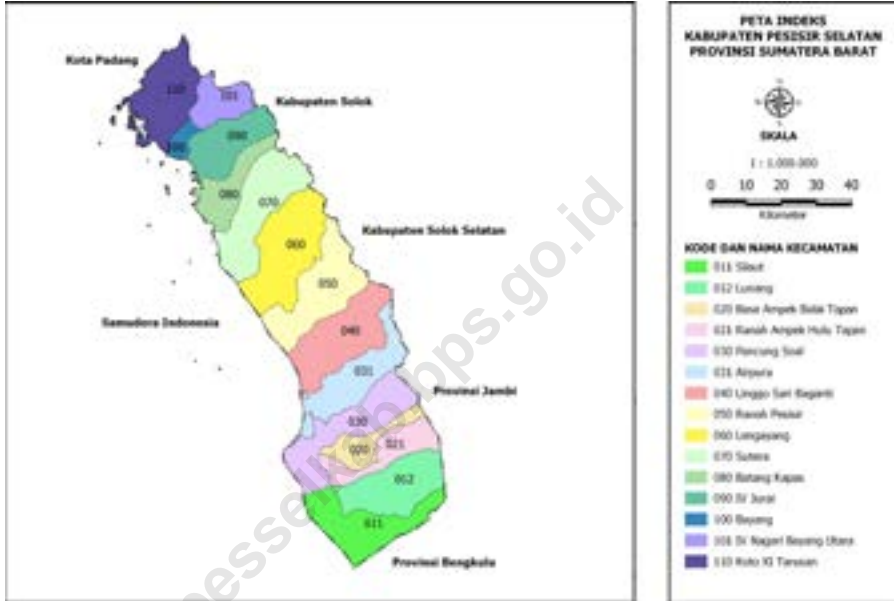 Kota Padang
110
101
Kabupaten Solok
090
100
080
070
Kabupaten Solok Selatan
060
050
Samudera Indonesia
040
031
Provinsi Jambi
030
020
021
012
011
Provinsi Bengkulu
pesselkab.bps.go.id
PETA INDEKS
KABUPATEN PESISIR SELATAN
PROVINSI SUMATERA BARAT
SKALA
1 : 1.000.000
0 10 20 30 40
Kilometer
KODE DAN NAMA KECAMATAN
011 Silaut
012 Lunang
020 Basa Ampek Balai Tapan
021 Ranah Ampek Hulu Tapan
030 Pancung Soal
031 Airpura
040 Linggo Sari Baganti
050 Ranah Pesisir
060 Lengayang
070 Sutera
080 Batang Kapas
090 IV Jurai
100 Bayang
101 IV Nagari Bayang Utara
110 Koto XI Tarusan